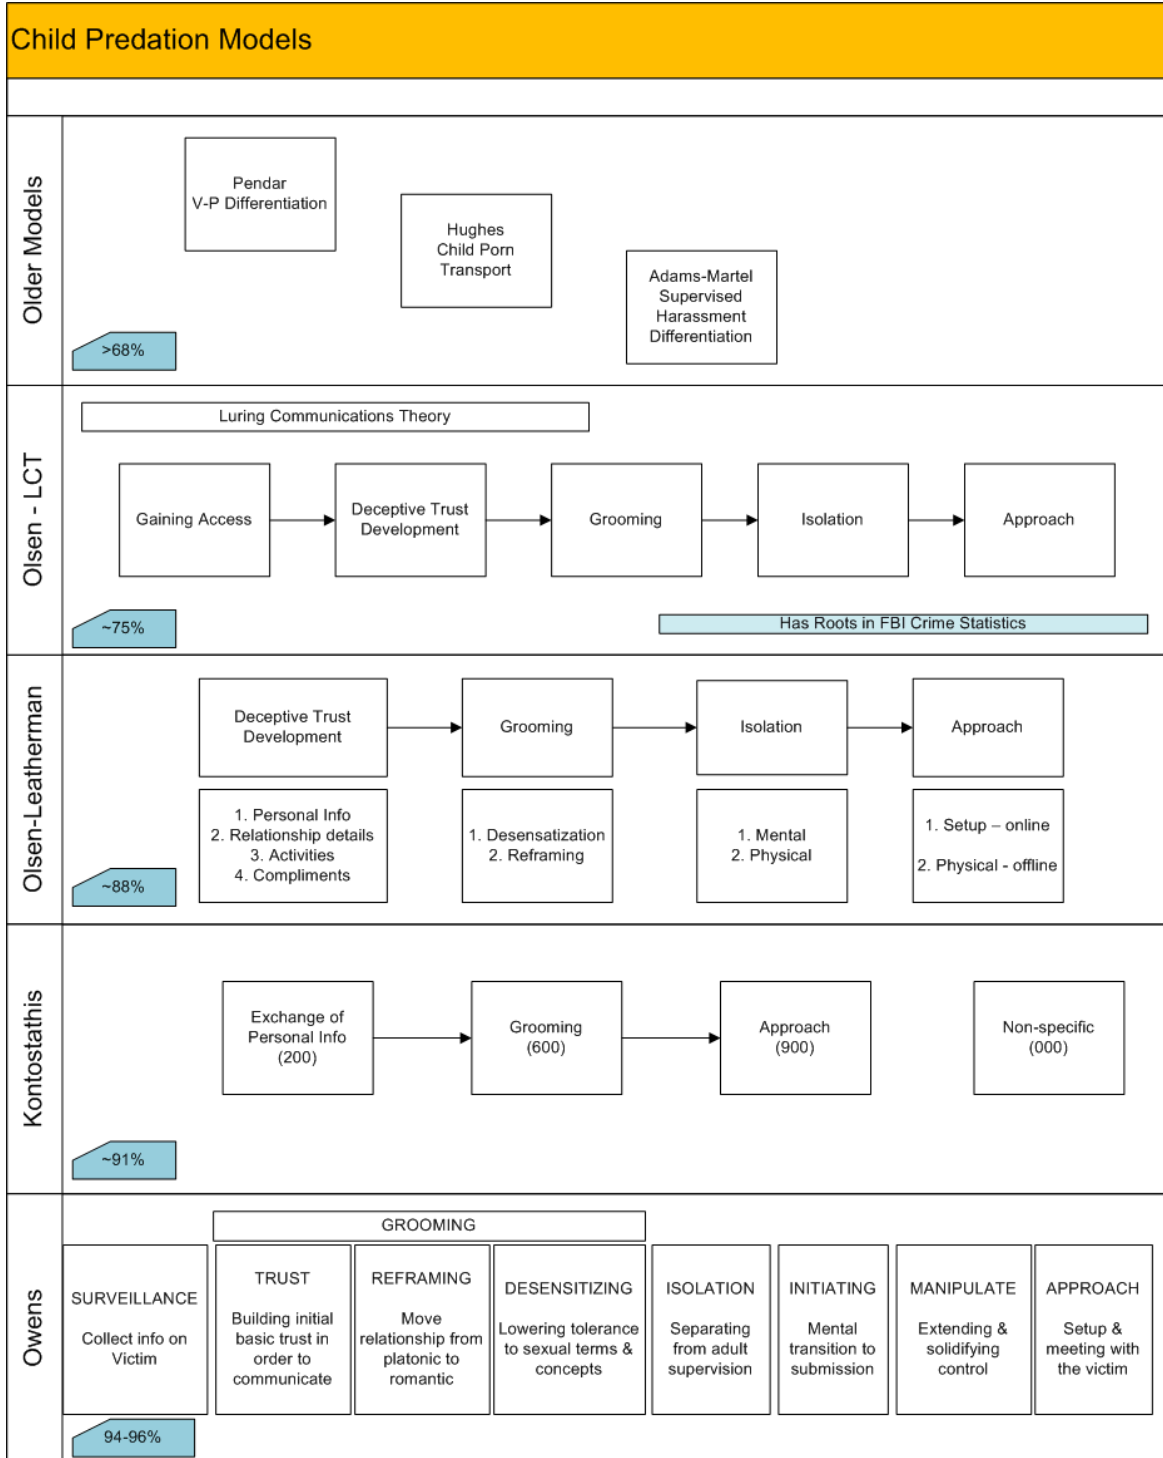 Child Predation Models
Older Models
Pendar
V-P Differentiation
Hughes
Child Porn
Transport
Adams-Martel
Supervised
Harassment
Differentiation
>68%
Olsen - LCT
Luring Communications Theory
Gaining Access
Deceptive Trust
Development
Grooming
Isolation
Approach
~75%
Has Roots in FBI Crime Statistics
Olsen-Leatherman
Deceptive Trust
Development
Grooming
Isolation
Approach
1. Personal Info
2. Relationship details
3. Activities
4. Compliments
1. Desensatization
2. Reframing
1. Mental
2. Physical
1. Setup – online
2. Physical - offline
~88%
Kontostathis
Exchange of
Personal Info
(200)
Grooming
(600)
Approach
(900)
Non-specific
(000)
~91%
Owens
GROOMING
SURVEILLANCE
Collect info on
Victim
TRUST
Building initial
basic trust in
order to
communicate
REFRAMING
Move
relationship from
platonic to
romantic
DESENSITIZING
Lowering tolerance
to sexual terms &
concepts
ISOLATION
Separating
from adult
supervision
INITIATING
Mental
transition to
submission
MANIPULATE
Extending &
solidifying
control
APPROACH
Setup &
meeting with
the victim
94-96%